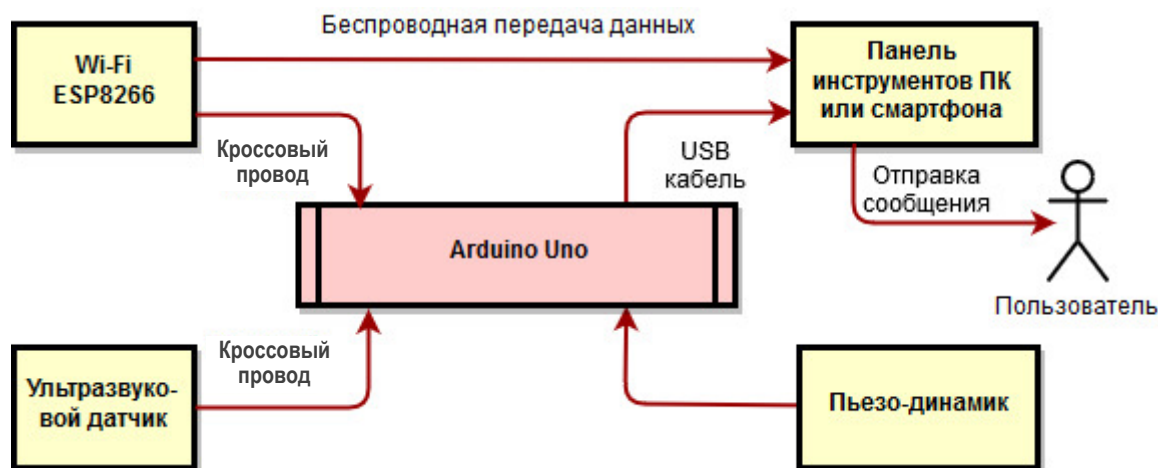 Беспроводная передача данных
Wi-Fi
ESP8266
Панель
инструментов ПК
или смартфона
Кроссовый
провод
USB
кабель
Отправка
сообщения
Arduino Uno
Пользователь
Кроссовый
провод
Ультразвуко-
вой датчик
Пьезо-динамик